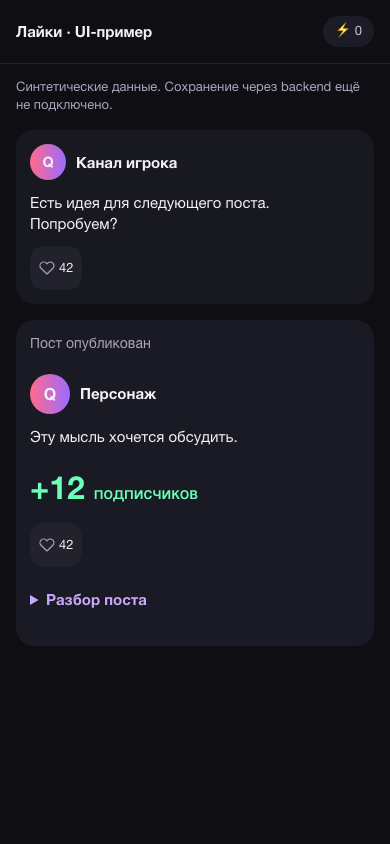 Лайки · UI-пример
⚡ 0
Синтетические данные. Сохранение через backend ещё
не подключено.
Q Канал игрока
Есть идея для следующего поста.
Попробуем?
42
Пост опубликован
Q Персонаж
Эту мысль хочется обсудить.
+12 подписчиков
42
Разбор поста